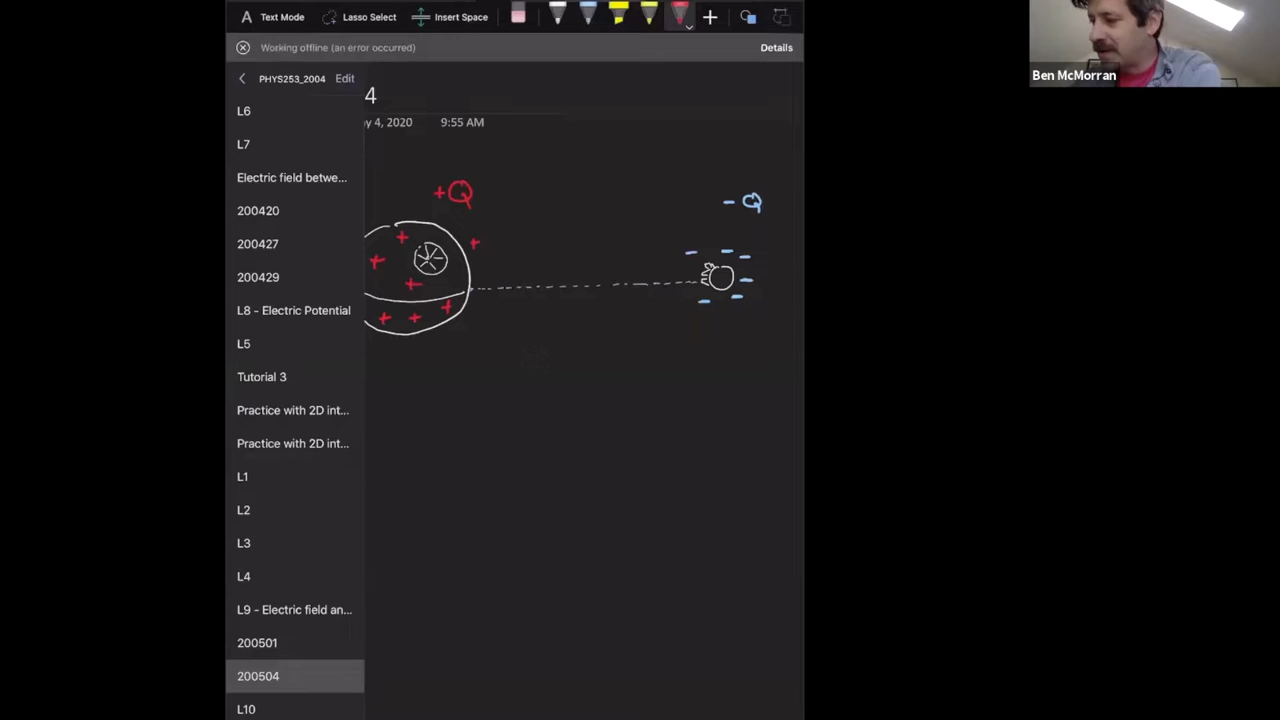 Text Mode
Lasso Select
Insert Space
Working offline (an error occurred)
Details
PHYS253_2004
Edit
L6
L7
Electric field betwe...
200420
200427
200429
L8 - Electric Potential
L5
Tutorial 3
Practice with 2D int...
Practice with 2D int...
L1
L2
L3
L4
L9 - Electric field an...
200501
200504
L10
4
y 4, 2020 9:55 AM
+Q
- Q
Ben McMorran